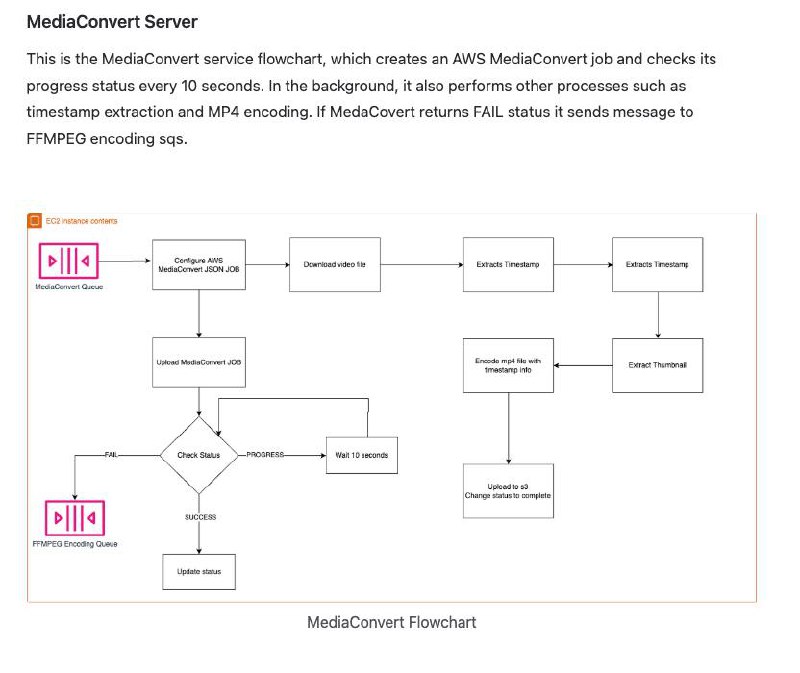 MediaConvert Server
This is the MediaConvert service flowchart, which creates an AWS MediaConvert job and checks its
progress status every 10 seconds. In the background, it also performs other processes such as
timestamp extraction and MP4 encoding. If MedaCovert returns FAIL status it sends message to
FFMPEG encoding sqs.
EC2 instance contents
MediaConvert Queue
Configure AWS
MediaConvert JSON JOB
Download video file
Extracts Timestamp
Extracts Timestamp
Upload MediaConvert JOB
Encode mp4 file with
timestamp info
Extract Thumbnail
FAIL
Check Status
PROGRESS
Wait 10 seconds
Upload to s3
Change status to complete
SUCCESS
FFMPEG Encoding Queue
Update status
MediaConvert Flowchart